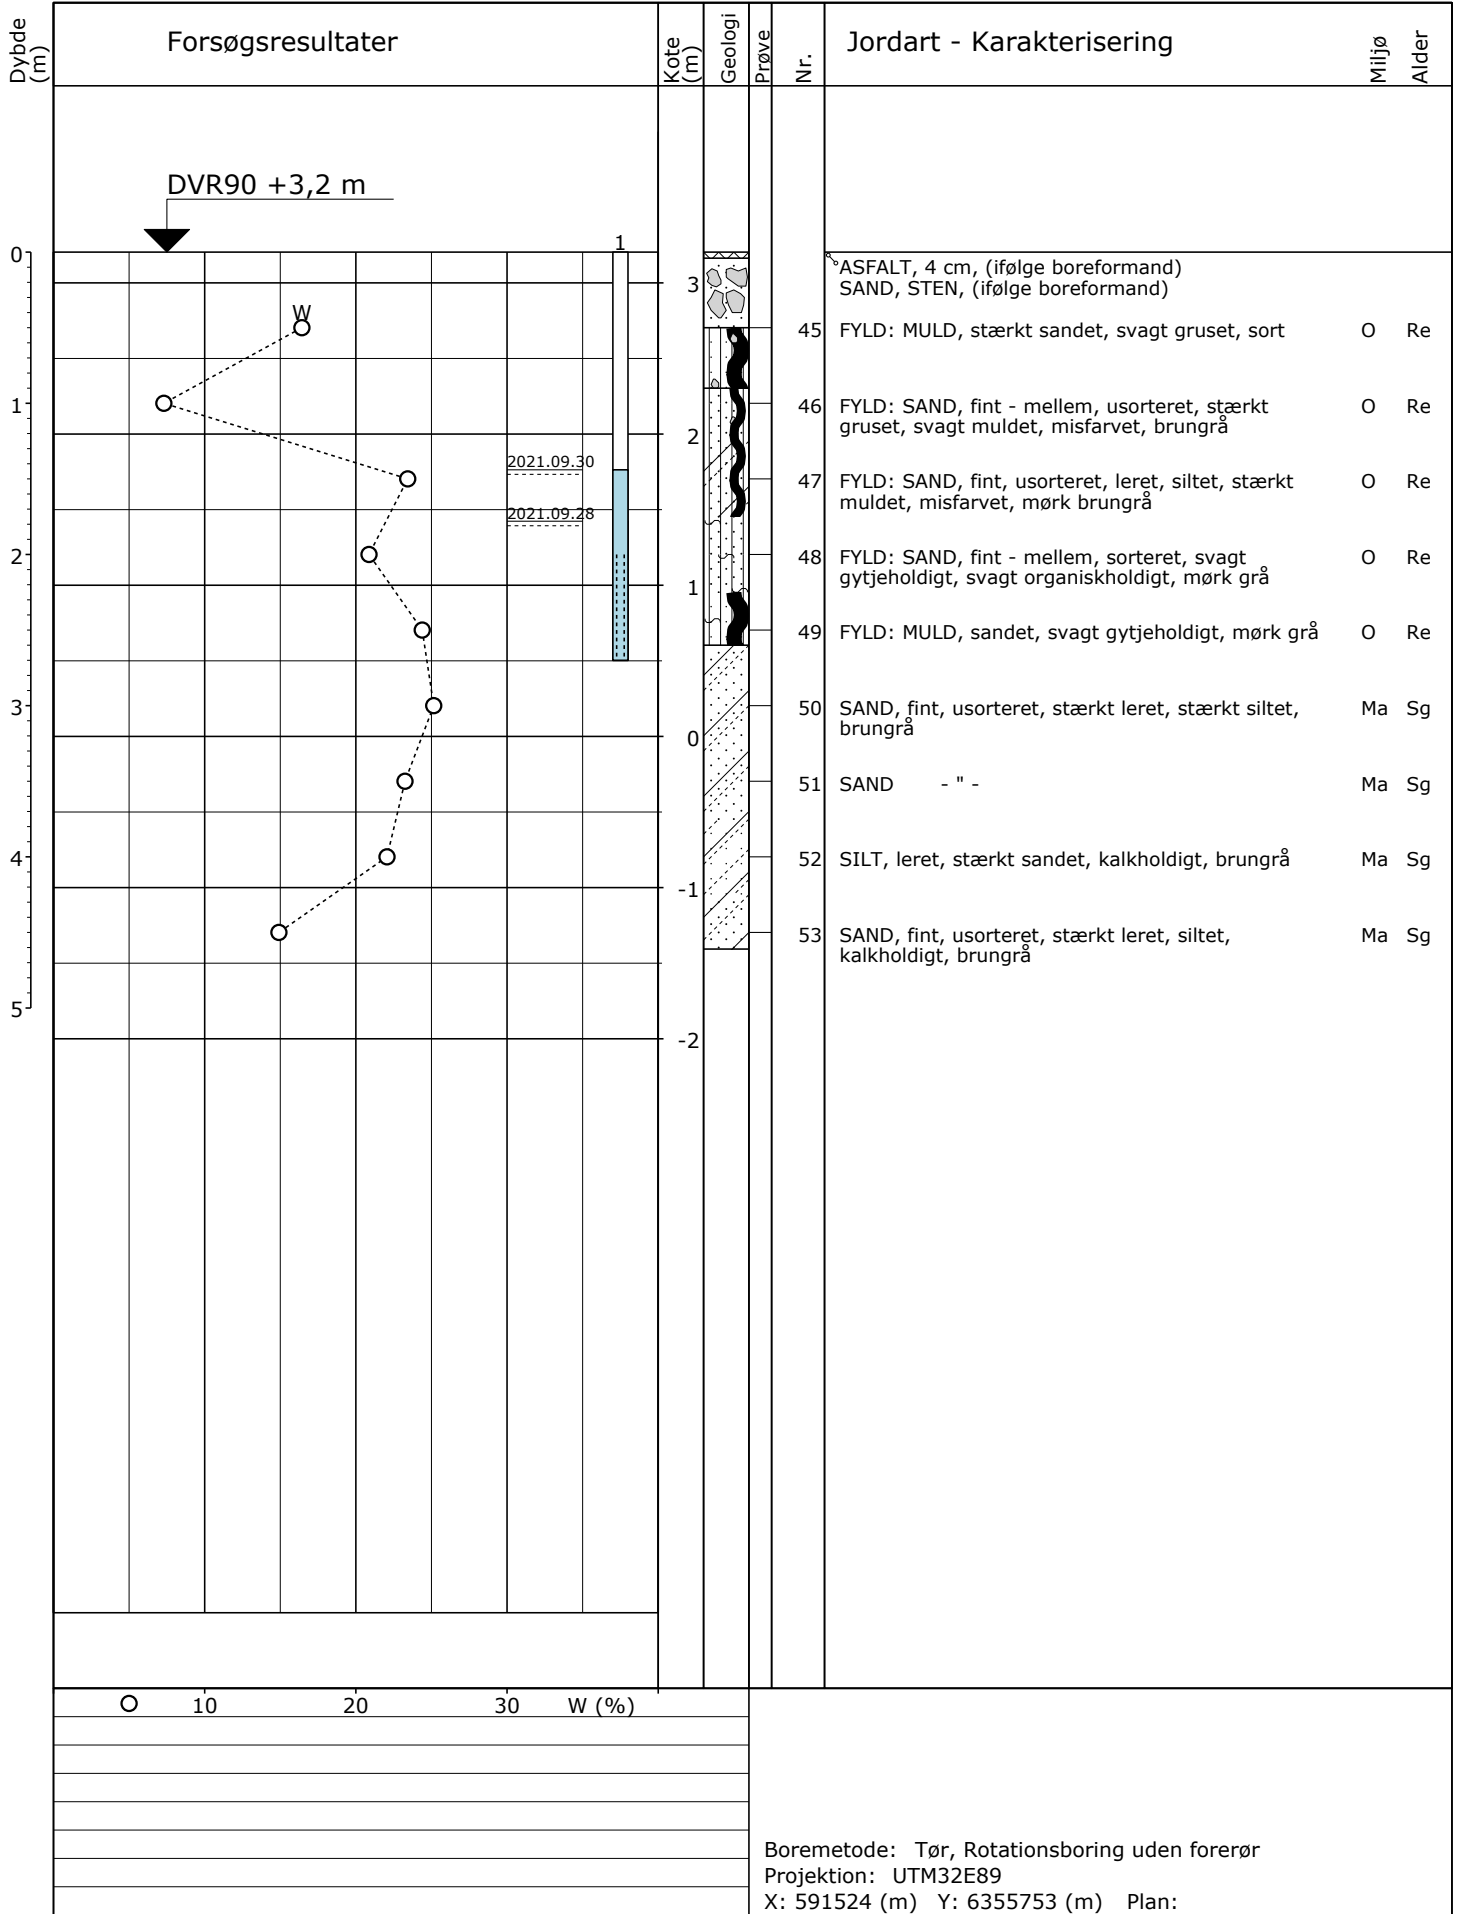 Dybde (m)
Forsøgsresultater
Kote (m)
Geologi
Prøve
Nr.
Jordart - Karakterisering
Miljø
Alder
DVR90 +3,2 m
1
0
W
3
ASFALT, 4 cm, (ifølge boreformand)
SAND, STEN, (ifølge boreformand)
45 FYLD: MULD, stærkt sandet, svagt gruset, sort O Re
1
2
46 FYLD: SAND, fint - mellem, usorteret, stærkt O Re
gruset, svagt muldet, misfarvet, brungrå
2021.09.30
47 FYLD: SAND, fint, usorteret, leret, siltet, stærkt O Re
muldet, misfarvet, mørk brungrå
2021.09.28
2
1
48 FYLD: SAND, fint - mellem, sorteret, svagt O Re
gytjeholdigt, svagt organiskholdigt, mørk grå
49 FYLD: MULD, sandet, svagt gytjeholdigt, mørk grå O Re
3
0
50 SAND, fint, usorteret, stærkt leret, stærkt siltet, Ma Sg
brungrå
51 SAND - " - Ma Sg
4
-1
52 SILT, leret, stærkt sandet, kalkholdigt, brungrå Ma Sg
53 SAND, fint, usorteret, stærkt leret, siltet, Ma Sg
kalkholdigt, brungrå
5
-2
10 20 30 W (%)
Boremetode: Tør, Rotationsboring uden forerør
Projektion: UTM32E89
X: 591524 (m) Y: 6355753 (m) Plan: